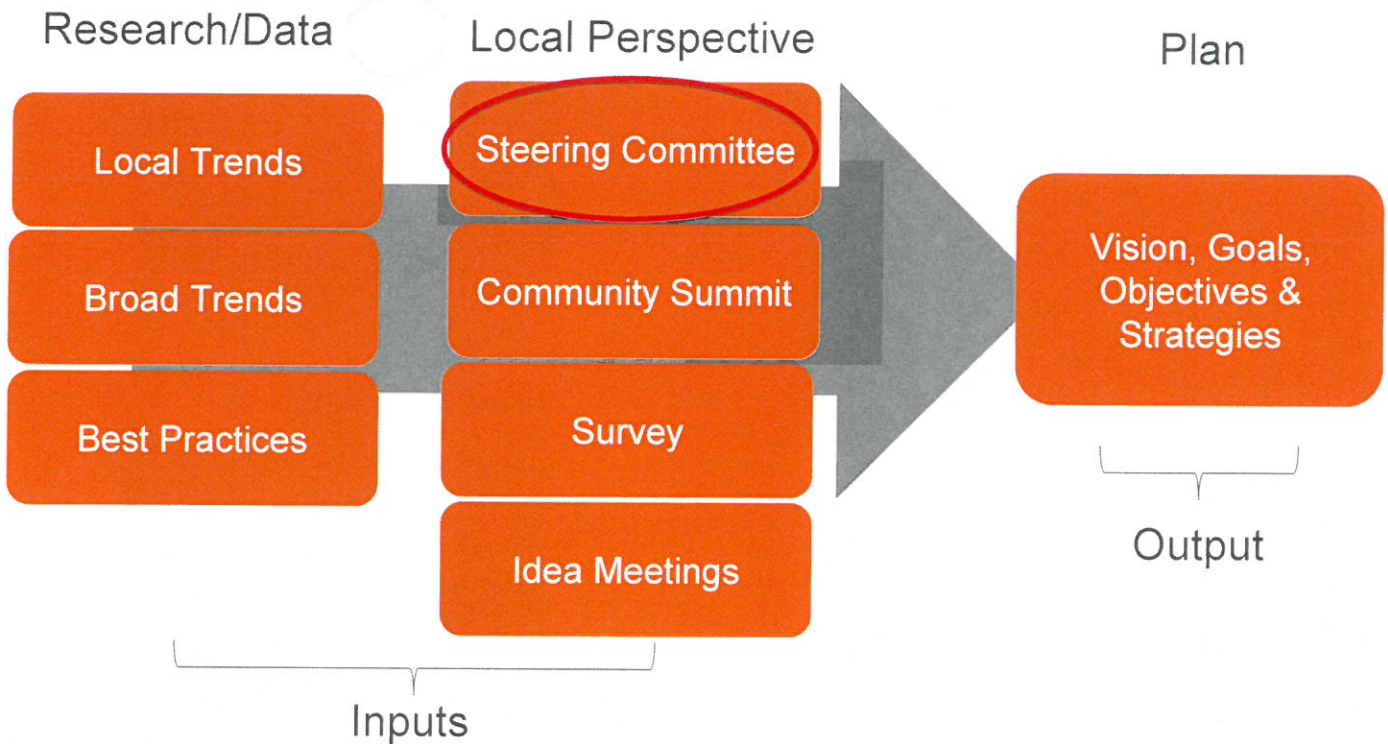 Research/Data
Local Perspective
Plan
Local Trends
Broad Trends
Best Practices
Steering Committee
Community Summit
Survey
Idea Meetings
Vision, Goals,
Objectives &
Strategies
Inputs
Output